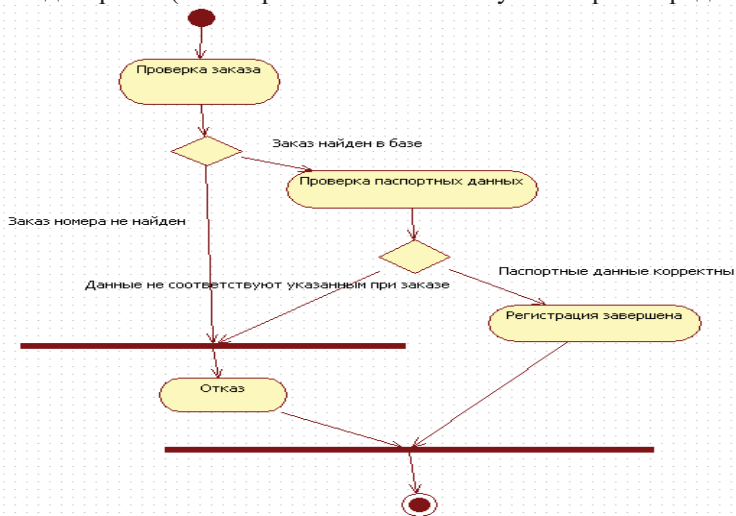 Проверка заказа
Заказ найден в базе
Проверка паспортных данных
Заказ номера не найден
Паспортные данные корректны
Данные не соответствуют указанным при заказе
Регистрация завершена
Отказ